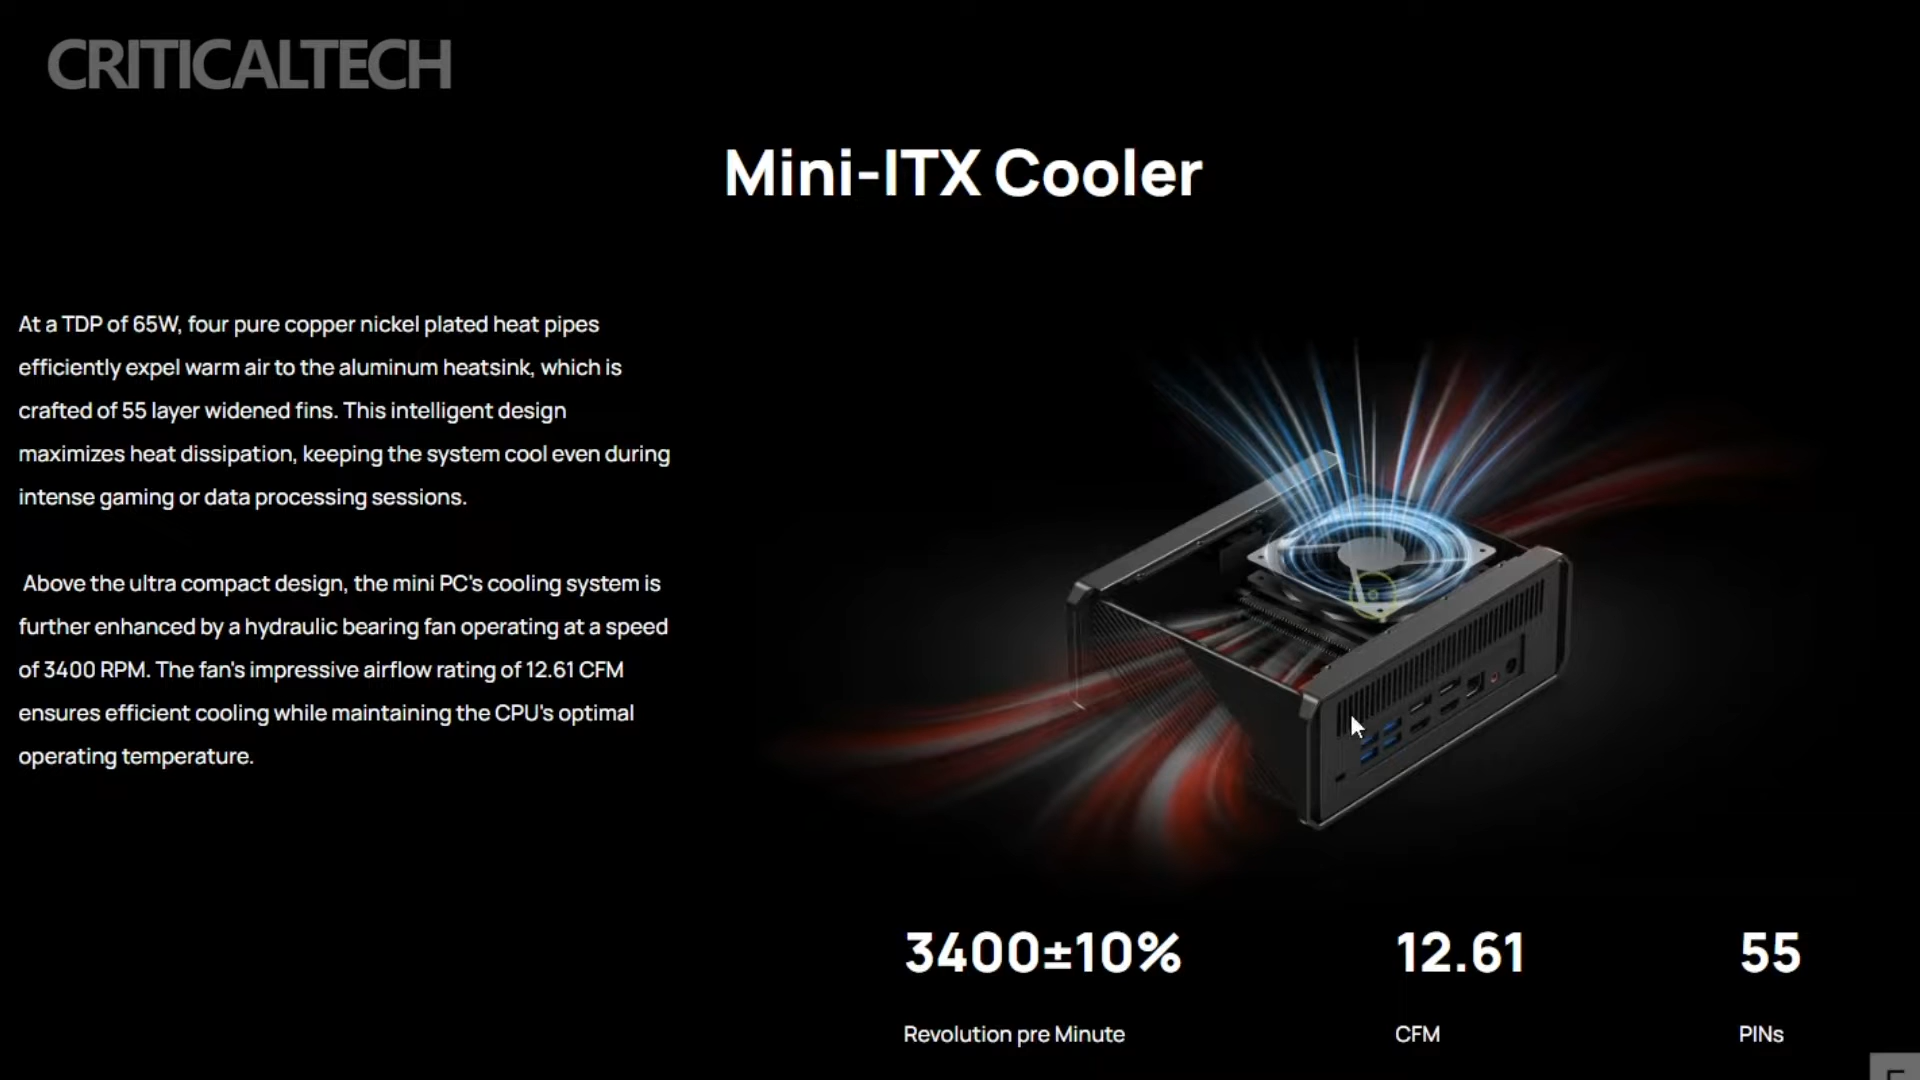 CRITICALTECH
Mini-ITX Cooler
At a TDP of 65W, four pure copper nickel plated heat pipes
efficiently expel warm air to the aluminum heatsink, which is
crafted of 55 layer widened fins. This intelligent design
maximizes heat dissipation, keeping the system cool even during
intense gaming or data processing sessions.
Above the ultra compact design, the mini PC's cooling system is
further enhanced by a hydraulic bearing fan operating at a speed
of 3400 RPM. The fan's impressive airflow rating of 12.61 CFM
ensures efficient cooling while maintaining the CPU's optimal
operating temperature.
3400±10%
12.61
55
Revolution pre Minute
CFM
PINs